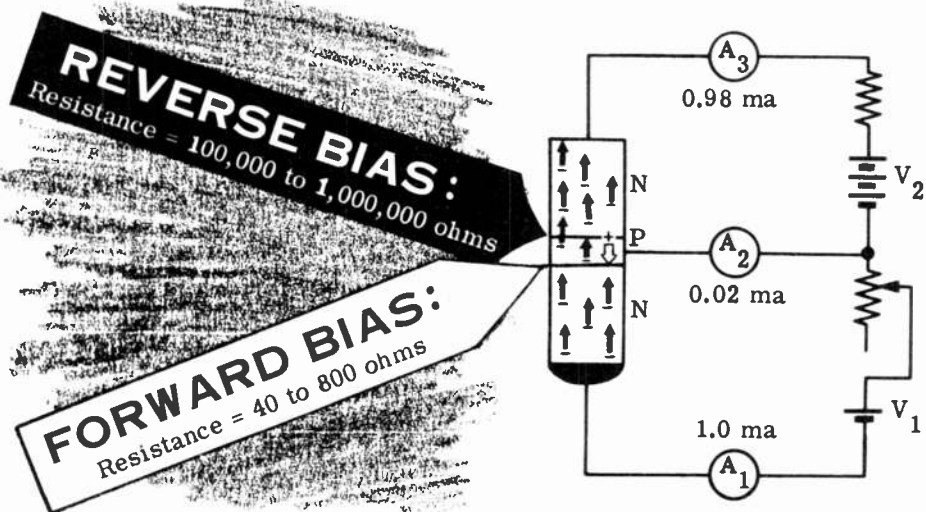 REVERSE BIAS:
Resistance = 100,000 to 1,000,000 ohms
FORWARD BIAS:
Resistance = 40 to 800 ohms
A3
0.98 ma
N
P
N
V2
A2
0.02 ma
V1
1.0 ma
A1